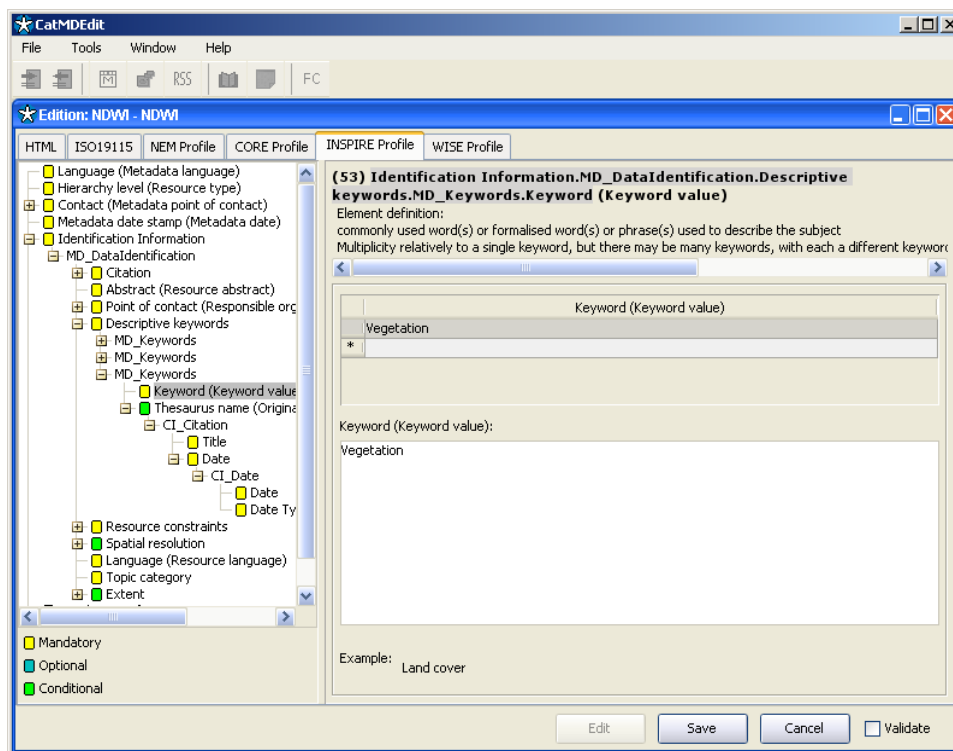 CatMDEdit
File Tools Window Help
RSS FC
Edition: NDWI - NDWI
HTML ISO19115 NEM Profile CORE Profile INSPIRE Profile WISE Profile
Language (Metadata language)
Hierarchy level (Resource type)
Contact (Metadata point of contact)
Metadata date stamp (Metadata date)
Identification Information
MD_DataIdentification
Citation
Abstract (Resource abstract)
Point of contact (Responsible org
Descriptive keywords
MD_Keywords
MD_Keywords
MD_Keywords
Keyword (Keyword value
Thesaurus name (Origina
CI_Citation
Title
Date
CI_Date
Date
Date Ty
Resource constraints
Spatial resolution
Language (Resource language)
Topic category
Extent
Mandatory
Optional
Conditional
(53) Identification Information.MD_DataIdentification.Descriptive
keywords.MD_Keywords.Keyword (Keyword value)
Element definition:
commonly used word(s) or formalised word(s) or phrase(s) used to describe the subject
Multiplicity relatively to a single keyword, but there may be many keywords, with each a different keyword
Keyword (Keyword value)
Vegetation
*
Keyword (Keyword value):
Vegetation
Example: Land cover
Edit Save Cancel Validate